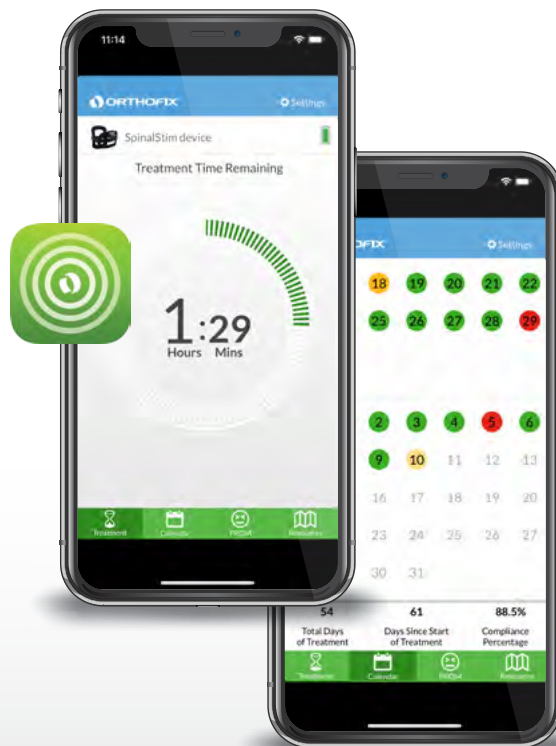 11:14
ORTHOFIX
Settings
SpinalStim device
Treatment Time Remaining
1:29
Hours Mins
Treatment Calendar PROM Resources
OFIX
Settings
18 19 20 21 22
25 26 27 28 29
2 3 4 5 6
9 10 11 12 13
16 17 18 19 20
23 24 25 26 27
30 31
54 61 88.5%
Total Days Days Since Start Compliance
of Treatment of Treatment Percentage
Treatment Calendar PROM Resources